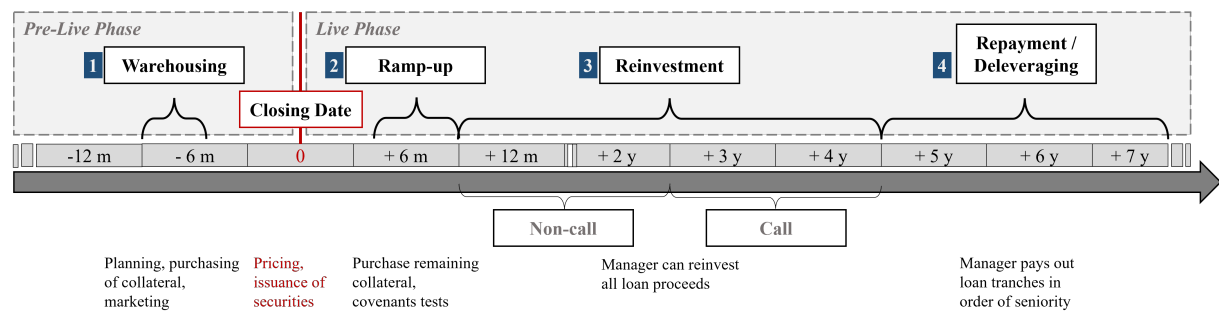 Pre-Live Phase
Live Phase
1 Warehousing
2 Ramp-up
3 Reinvestment
4 Repayment /
Deleveraging
Closing Date
-12 m
- 6 m
0
+ 6 m
+ 12 m
+ 2 y
+ 3 y
+ 4 y
+ 5 y
+ 6 y
+ 7 y
Non-call
Call
Planning, purchasing
of collateral,
marketing
Pricing,
issuance of
securities
Purchase remaining
collateral,
covenants tests
Manager can reinvest
all loan proceeds
Manager pays out
loan tranches in
order of seniority